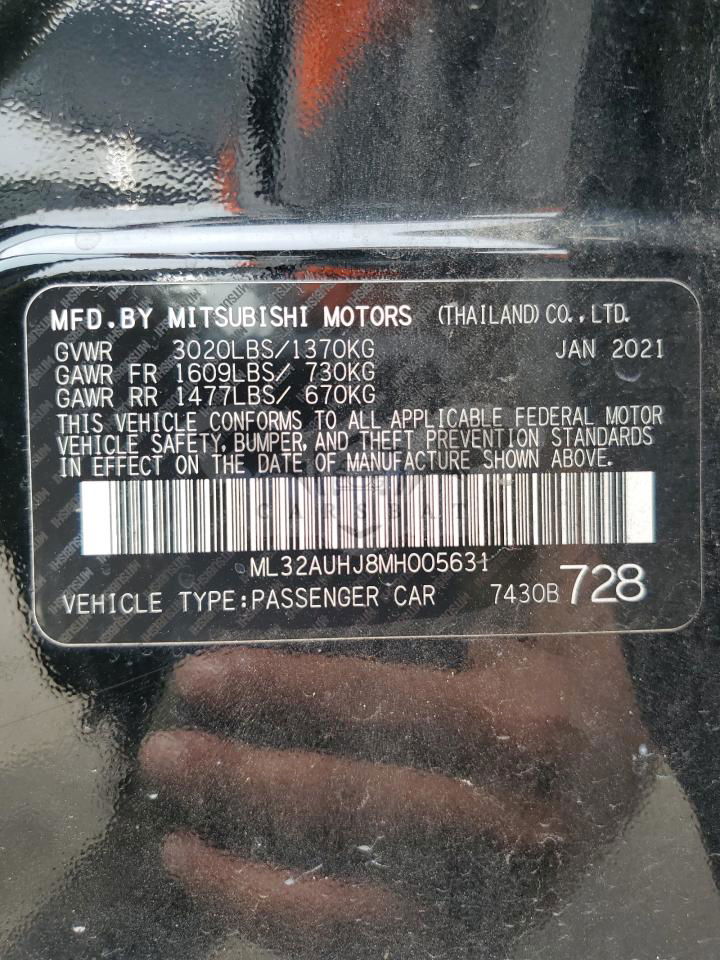 MFD.BY MITSUBISHI MOTORS (THAILAND) CO., LTD.
GVWR 3020LBS/1370KG JAN 2021
GAWR FR 1609LBS/ 730KG
GAWR RR 1477LBS/ 670KG
THIS VEHICLE CONFORMS TO ALL APPLICABLE FEDERAL MOTOR
VEHICLE SAFETY, BUMPER, AND THEFT PREVENTION STANDARDS
IN EFFECT ON THE DATE OF MANUFACTURE SHOWN ABOVE.
CARSBAT
ML32AUHJ8MH005631
VEHICLE TYPE:PASSENGER CAR 7430B 728